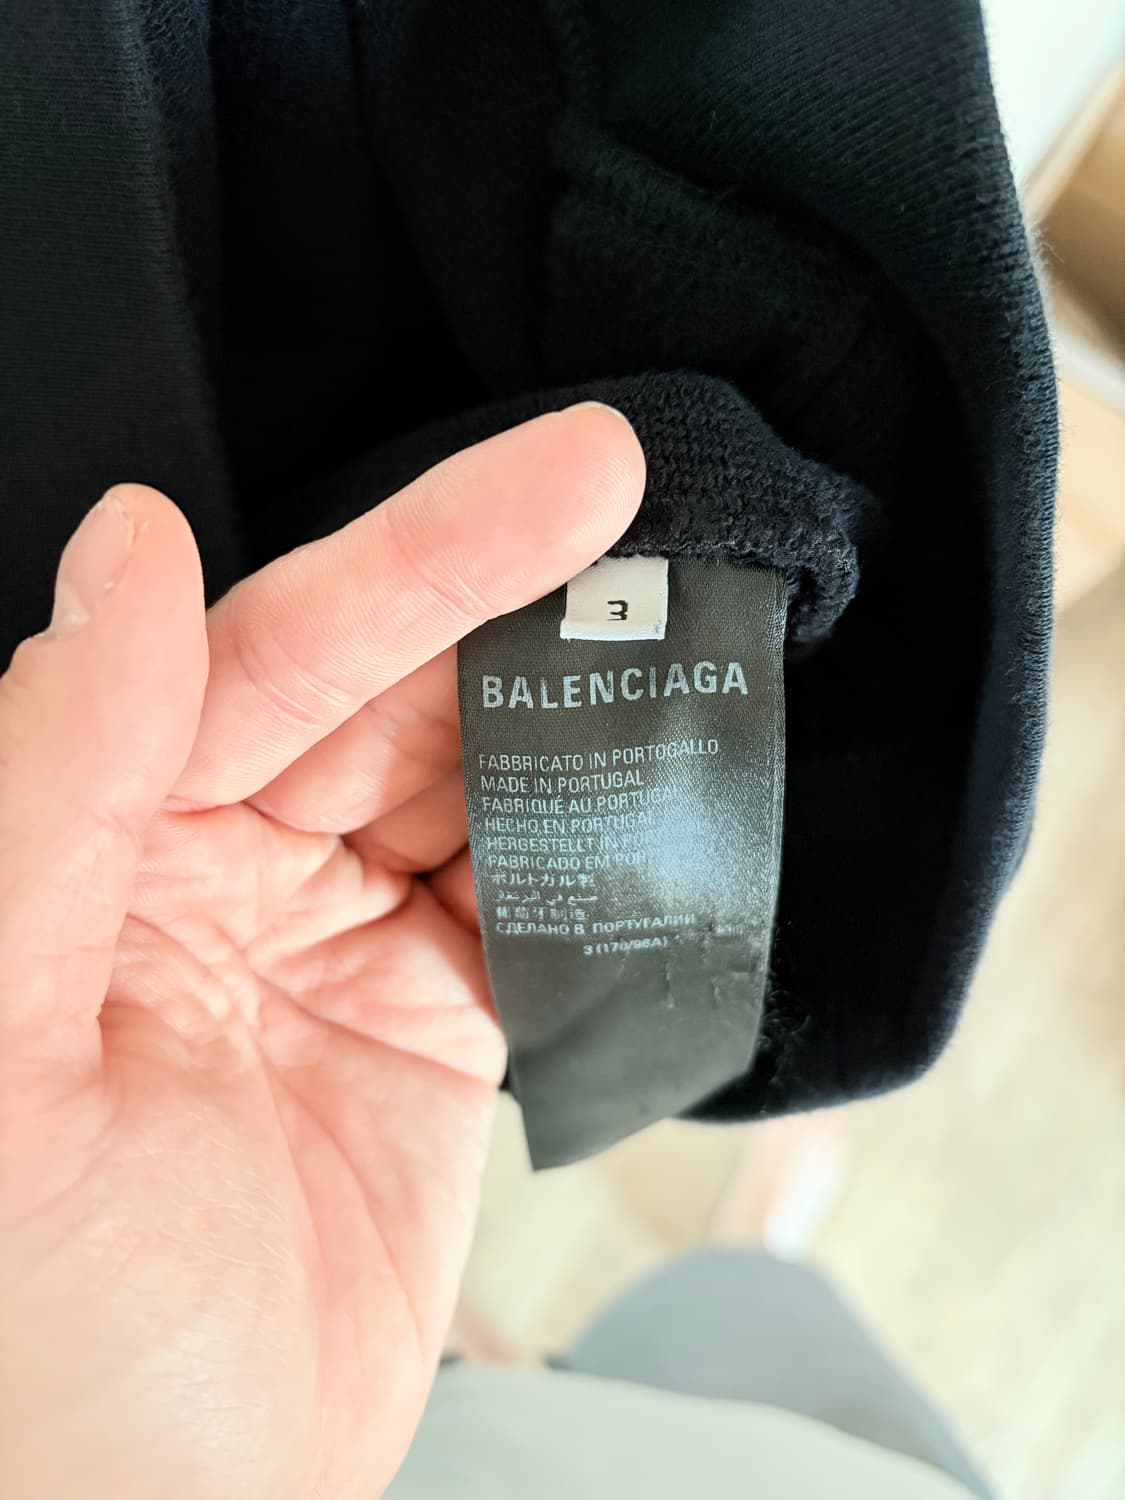 3
BALENCIAGA
FABBRICATO IN PORTOGALLO
MADE IN PORTUGAL
FABRIQUÉ AU PORTUGAL
HECHO EN PORTUGAL
HERGESTELLT IN
FABRICADO EM
ポルトガル製
葡萄牙制造
СДЕЛАНО В ПОРТУГАЛИИ
3 (170/96A)